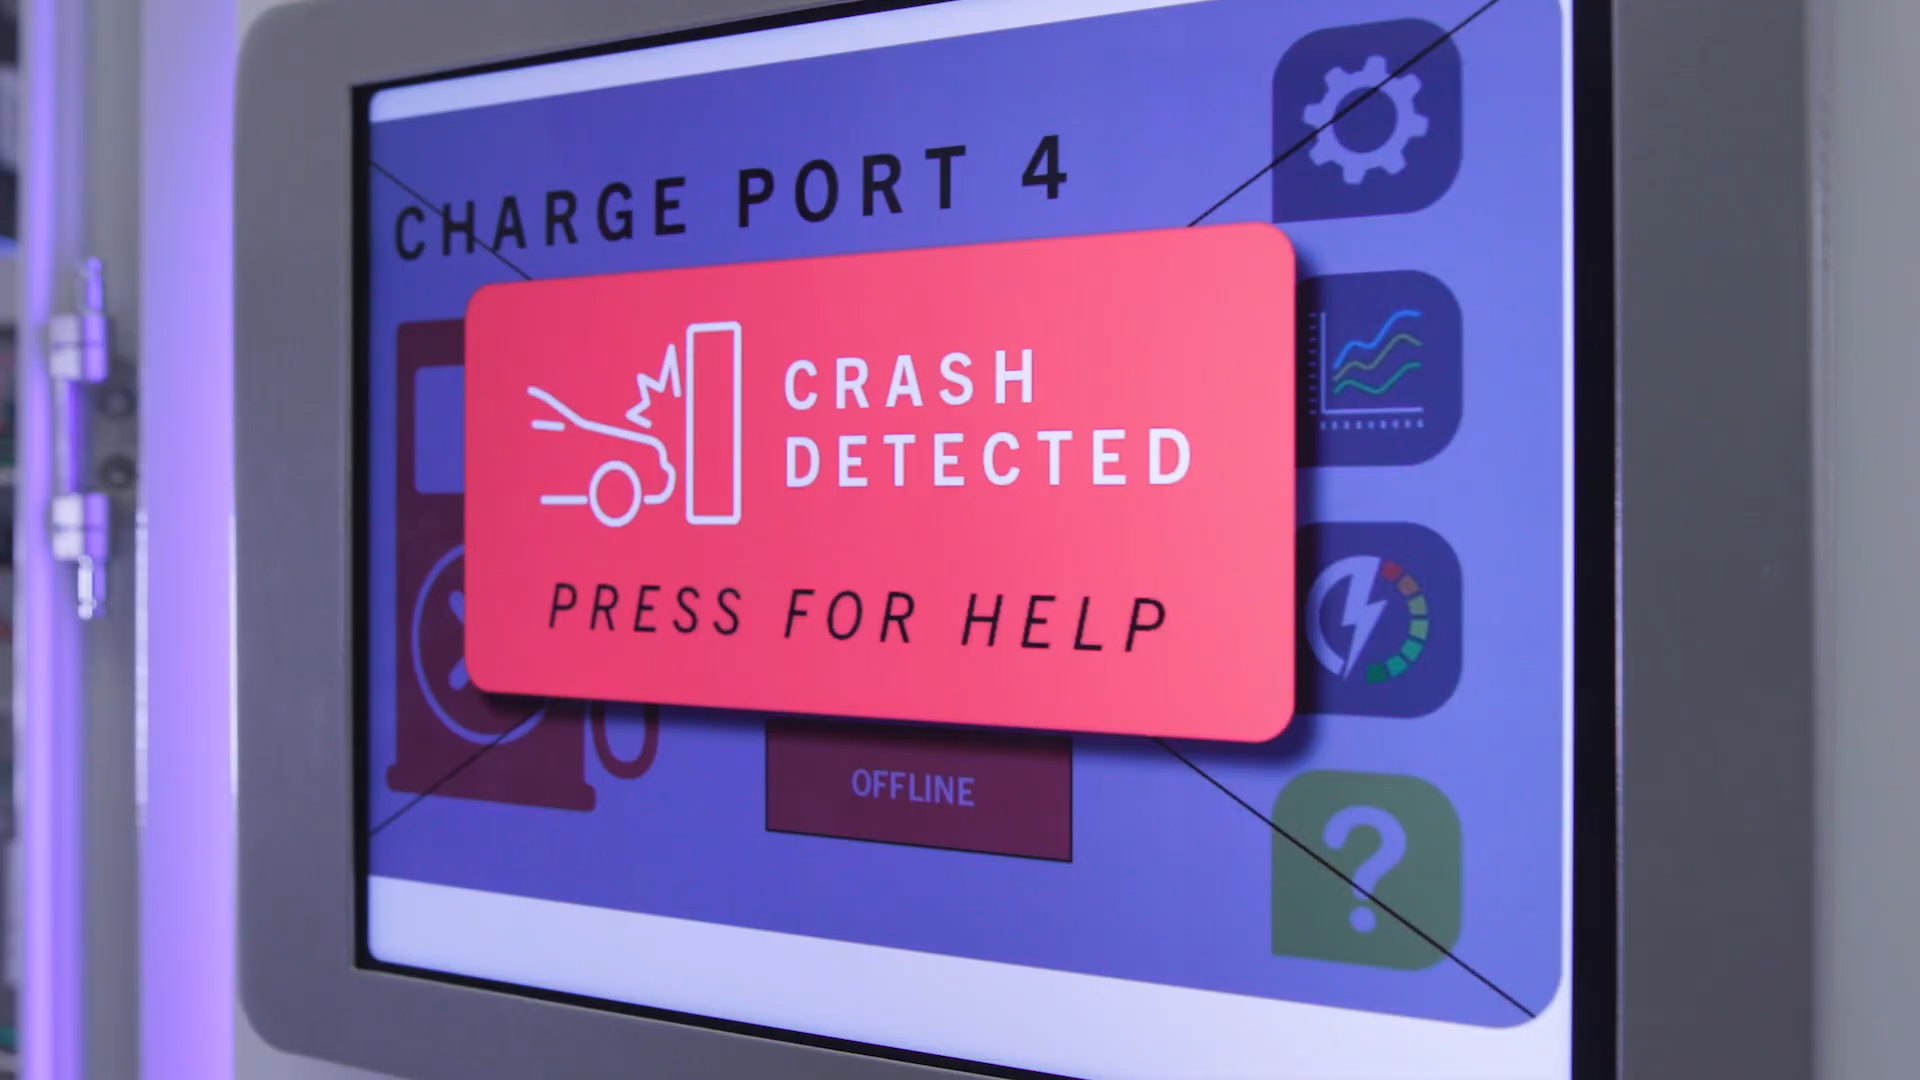 CHARGE PORT 4
CRASH
DETECTED
PRESS FOR HELP
OFFLINE
?